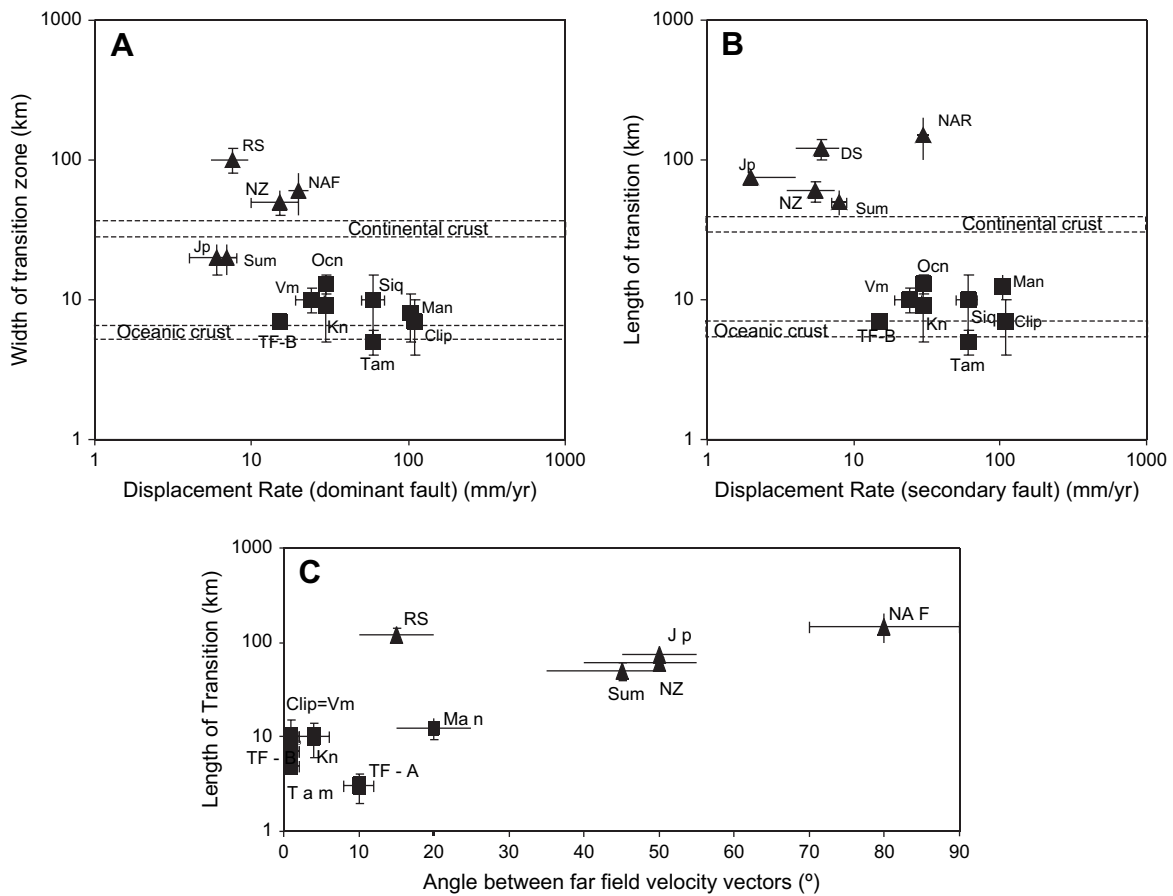 A
1000
100
10
1
Width of transition zone (km)
RS
NZ
NAF
Continental crust
Jp
Sum
Ocn
Vm
Siq
Man
Oceanic crust
TF-B
Kn
Clip
Tam
1 10 100 1000
Displacement Rate (dominant fault) (mm/yr)
B
1000
100
10
1
Length of transition (km)
NAR
DS
Jp
NZ
Sum
Continental crust
Ocn
Vm
Siq
Man
Oceanic crust
TF-B
Kn
Clip
Tam
1 10 100 1000
Displacement Rate (secondary fault) (mm/yr)
C
1000
100
10
1
Length of Transition (km)
RS
NA F
J p
Sum
NZ
Clip=Vm
Ma n
TF - B
Kn
TF - A
T a m
0 10 20 30 40 50 60 70 80 90
Angle between far field velocity vectors (º)